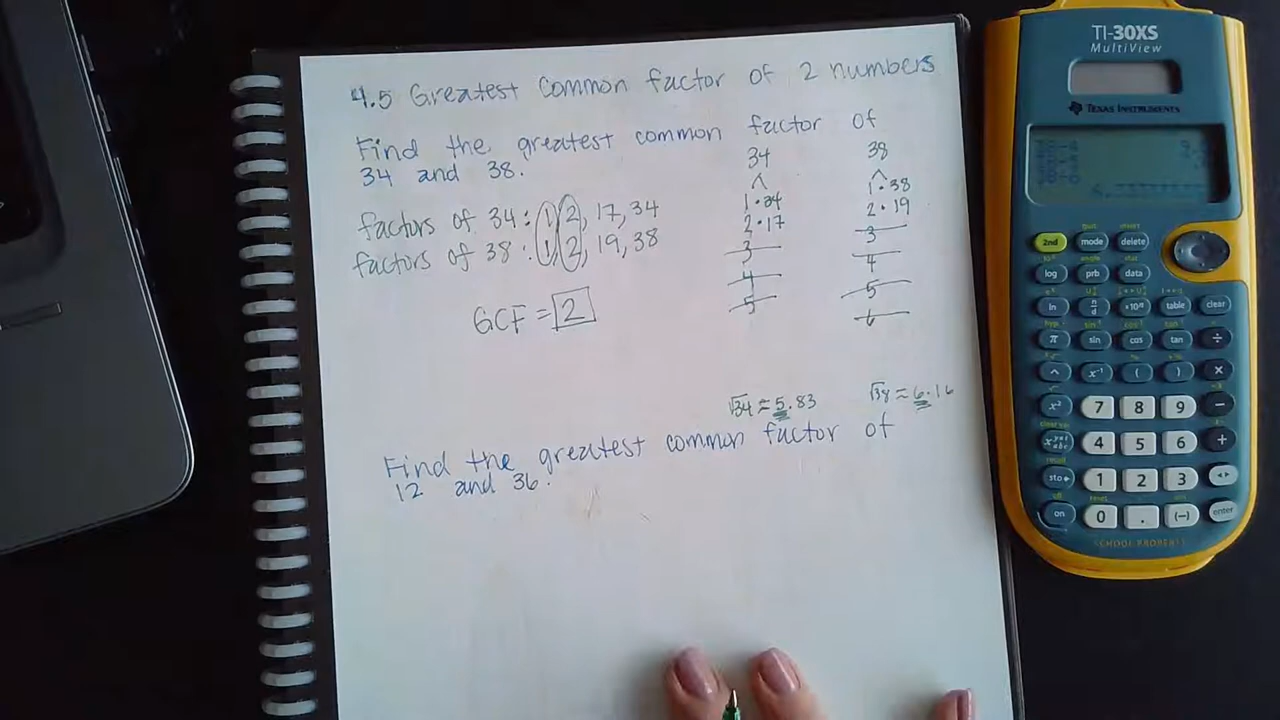 4.5 Greatest Common factor of 2 numbers
Find the greatest common factor of
34 and 38.
factors of 34: 1, 2, 17, 34
factors of 38: 1, 2, 19, 38
GCF = 2
34
1·34
2·17
3
4
5
√34 ≈ 5.83
38
1·38
2·19
3
4
5
6
√38 ≈ 6.16
Find the greatest common factor of
12 and 36.
TI-30XS
MultiView
TEXAS INSTRUMENTS
2nd mode delete
log prb data
ln n/d table clear
π sin cos tan ÷
^ x⁻¹ ( ) ×
x² 7 8 9 −
4 5 6 +
sto 1 2 3
on 0 . (−) enter
SCHOOL PROPERTY